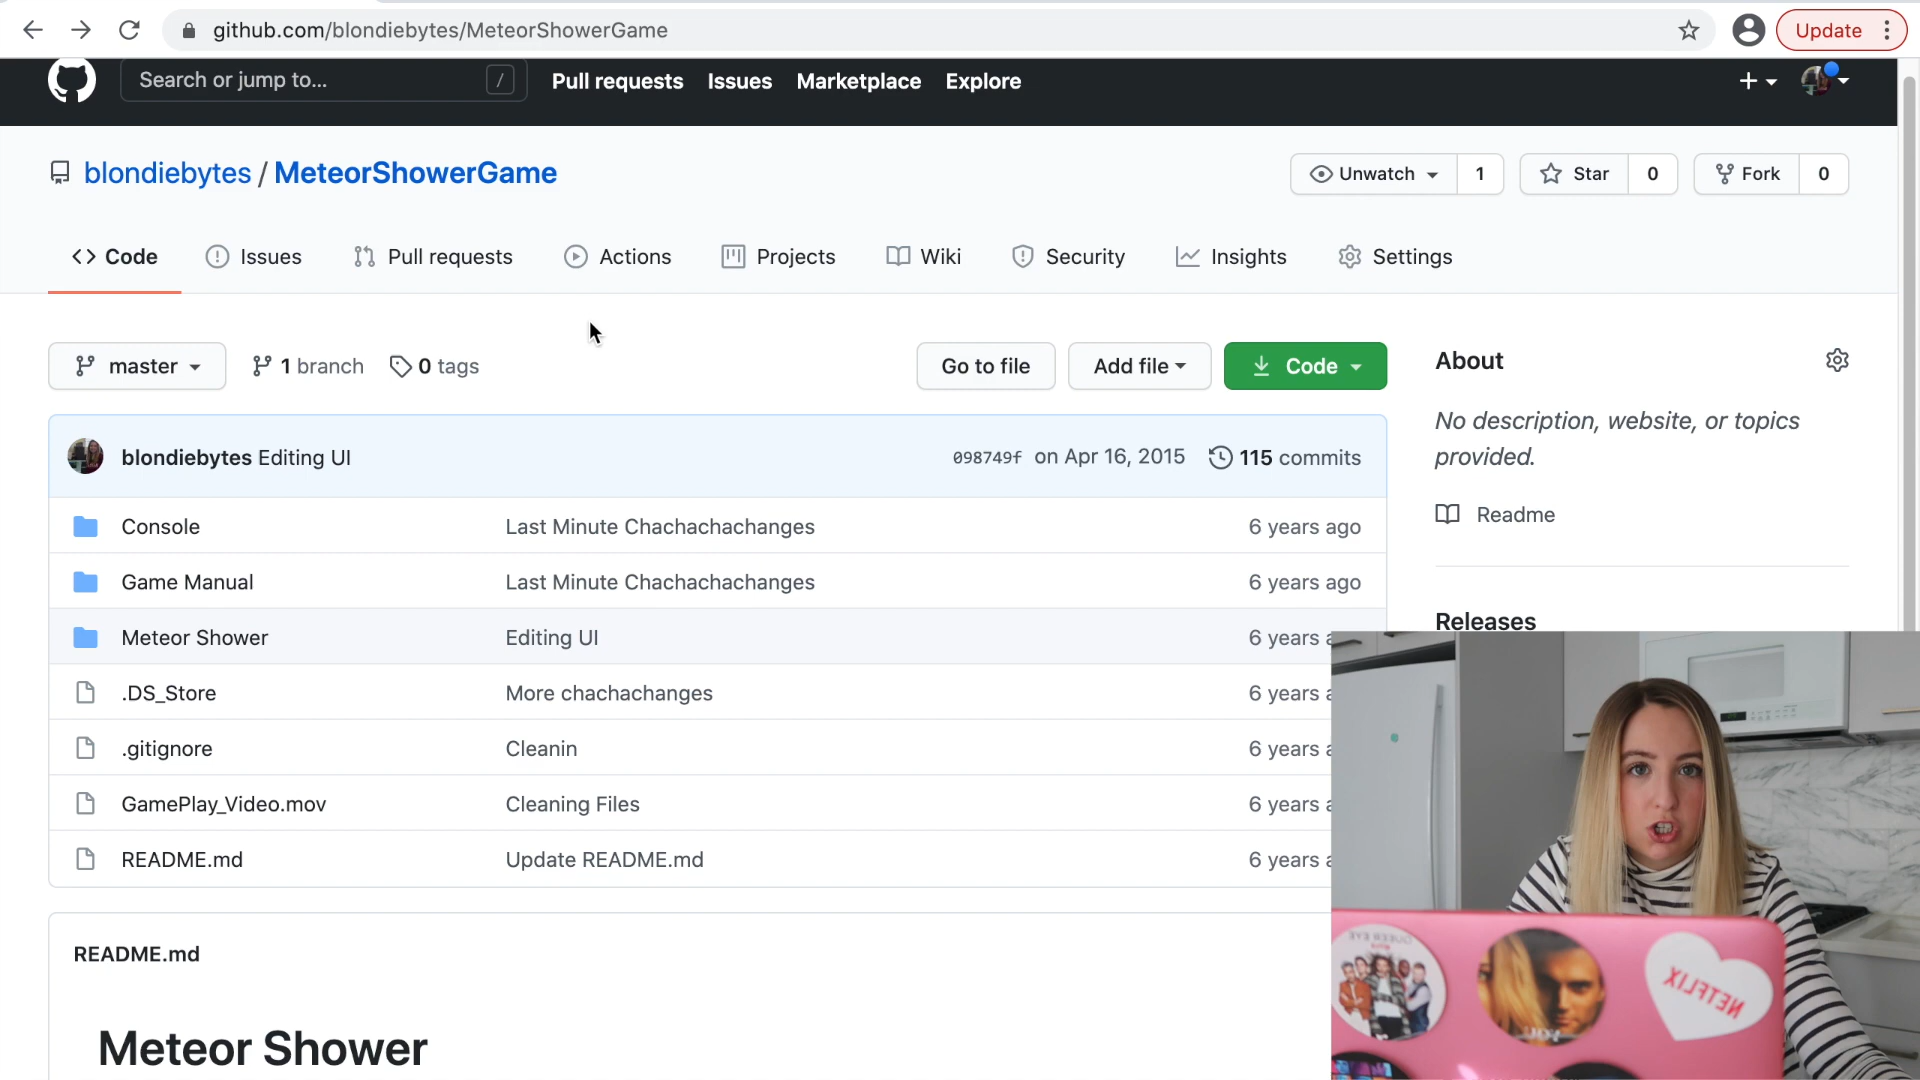 github.com/blondiebytes/MeteorShowerGame
Update
Search or jump to...
/
Pull requests
Issues
Marketplace
Explore
blondiebytes / MeteorShowerGame
Unwatch
1
Star
0
Fork
0
Code
Issues
Pull requests
Actions
Projects
Wiki
Security
Insights
Settings
master
1 branch
0 tags
Go to file
Add file
Code
About
No description, website, or topics
provided.
Readme
Releases
blondiebytes Editing UI
098749f on Apr 16, 2015
115 commits
Console
Last Minute Chachachachanges
6 years ago
Game Manual
Last Minute Chachachachanges
6 years ago
Meteor Shower
Editing UI
6 years a
.DS_Store
More chachachanges
6 years a
.gitignore
Cleanin
6 years a
GamePlay_Video.mov
Cleaning Files
6 years a
README.md
Update README.md
6 years a
README.md
Meteor Shower
QUEER EYE
NETFLIX